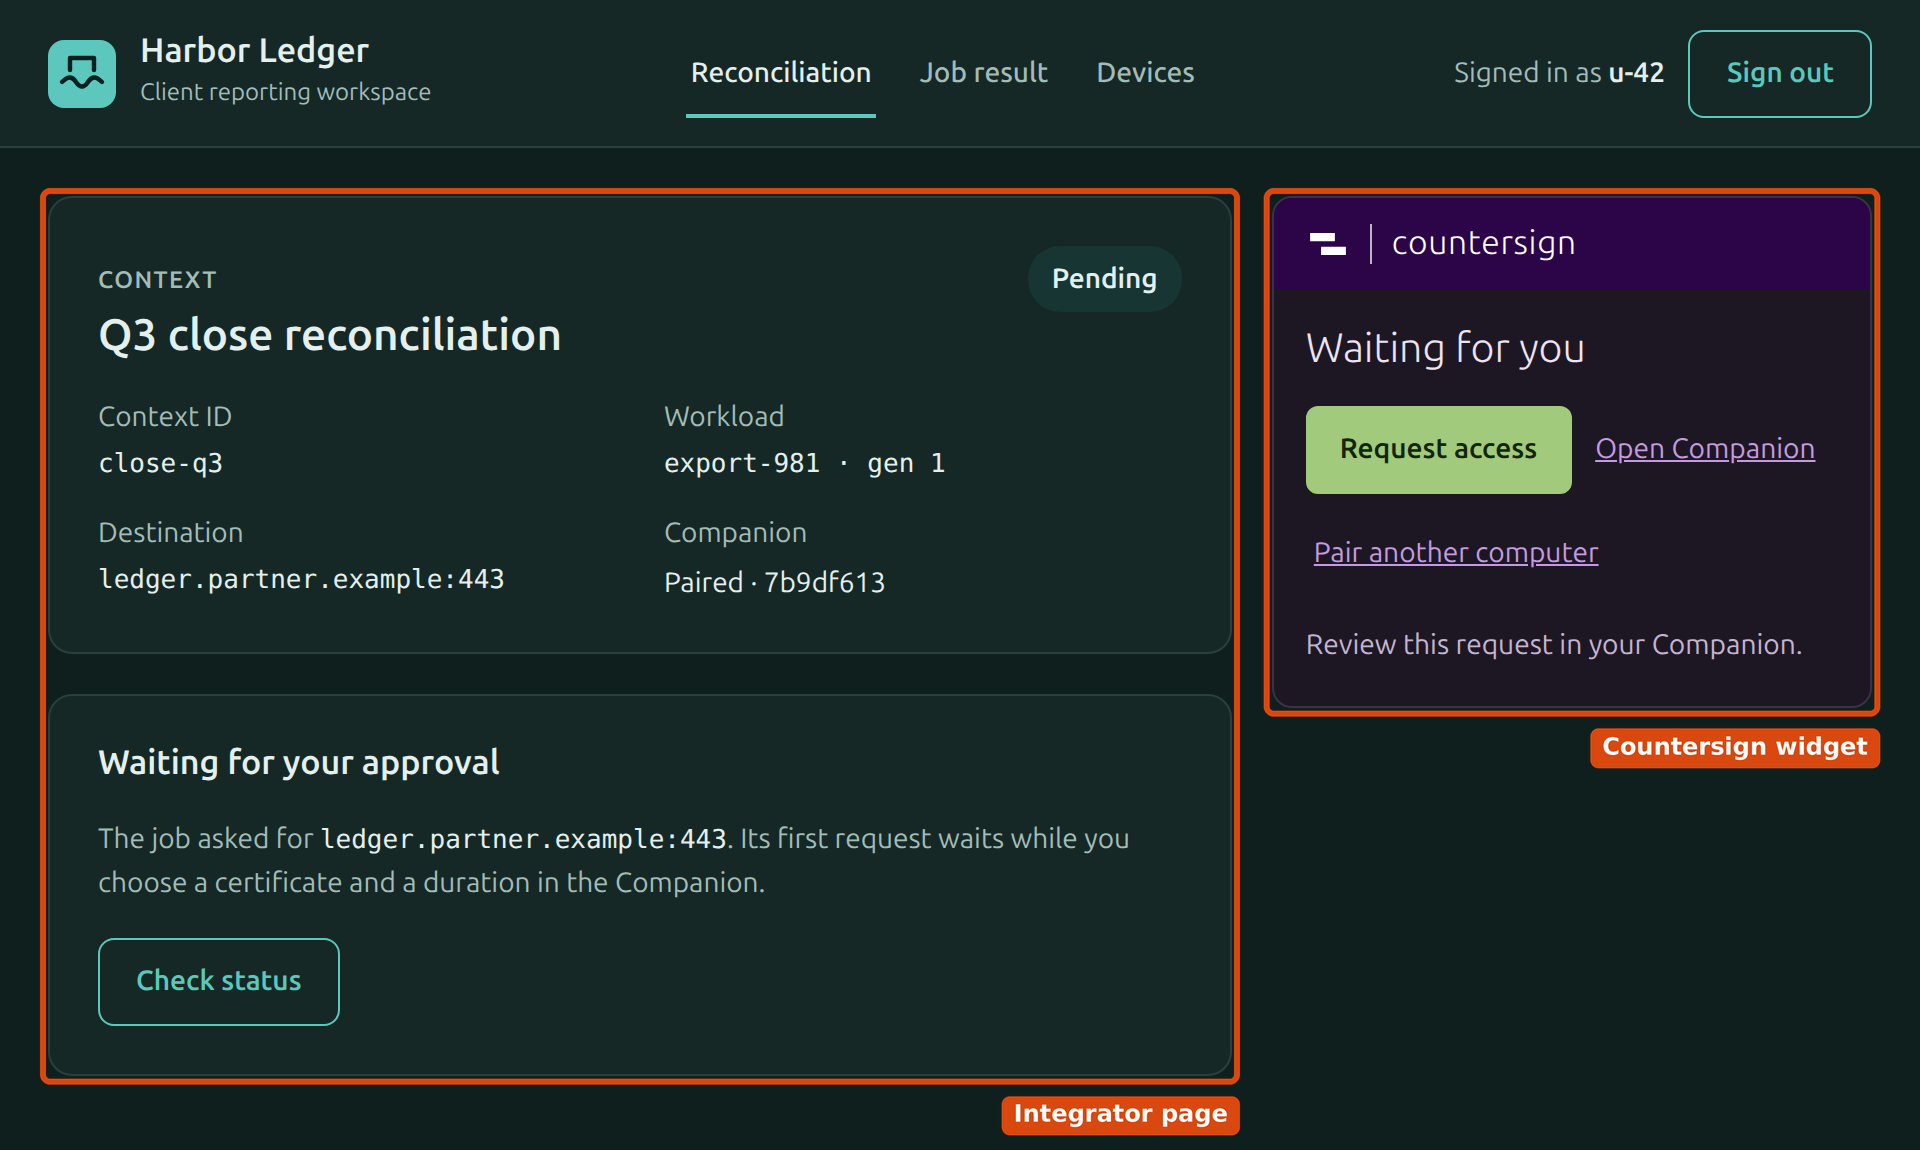 Harbor Ledger
Client reporting workspace
Reconciliation
Job result
Devices
Signed in as u-42
Sign out
CONTEXT
Pending
Q3 close reconciliation
Context ID
close-q3
Workload
export-981 · gen 1
Destination
ledger.partner.example:443
Companion
Paired · 7b9df613
Waiting for your approval
The job asked for ledger.partner.example:443. Its first request waits while you
choose a certificate and a duration in the Companion.
Check status
Integrator page
countersign
Waiting for you
Request access
Open Companion
Pair another computer
Review this request in your Companion.
Countersign widget